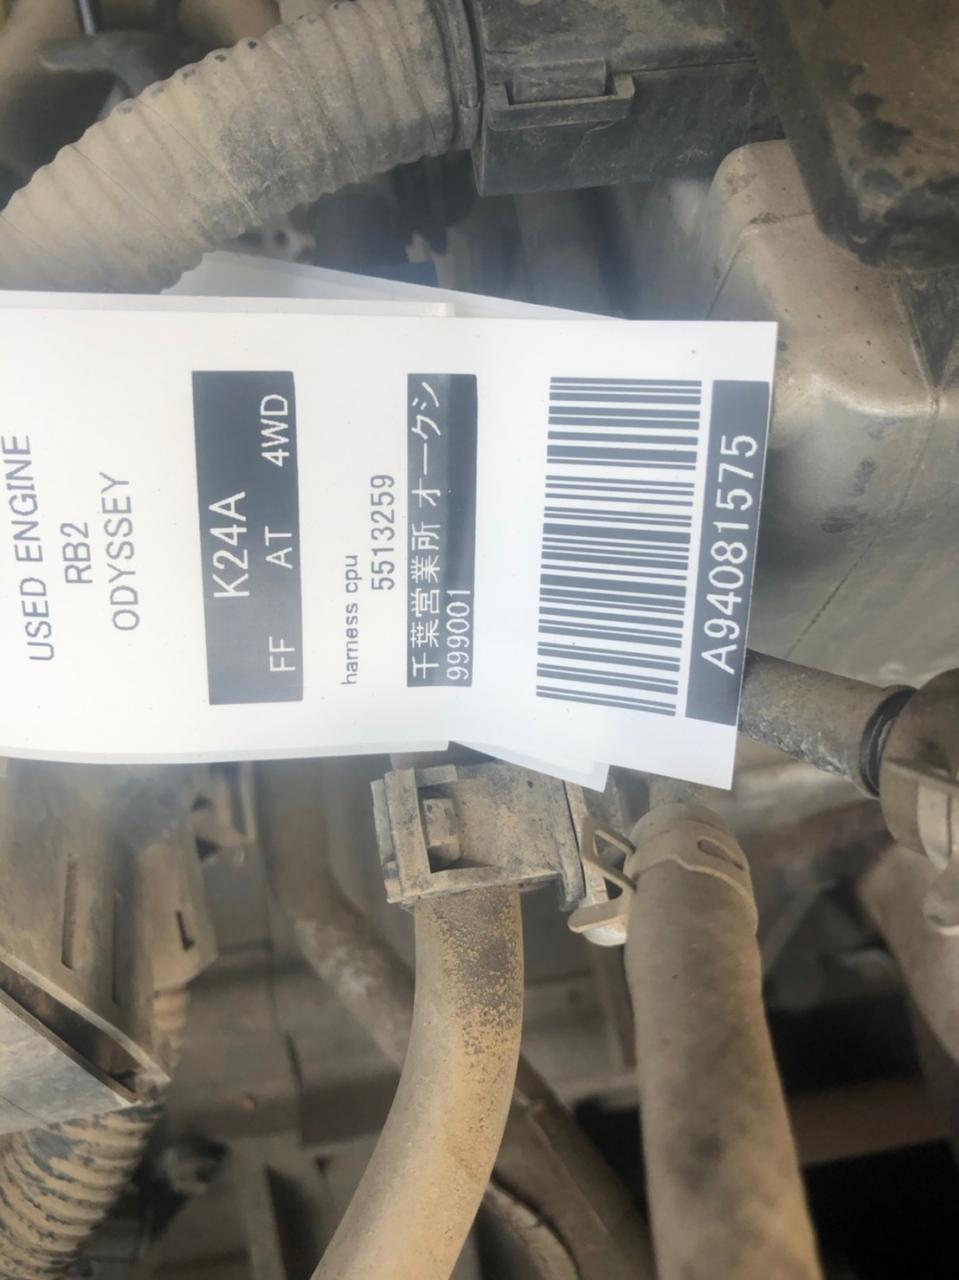 USED ENGINE
RB2
ODYSSEY
K24A
FF AT 4WD
harness cpu
5513259
千葉営業所 オークシ
999001
A94081575